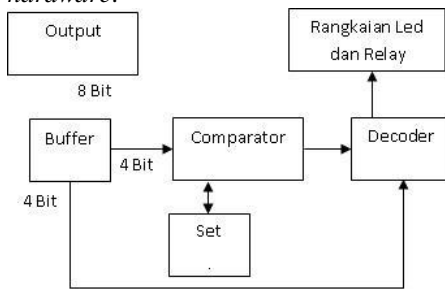 hardware.
Output
Rangkaian Led
dan Relay
8 Bit
Buffer
4 Bit
Comparator
Decoder
4 Bit
Set
.